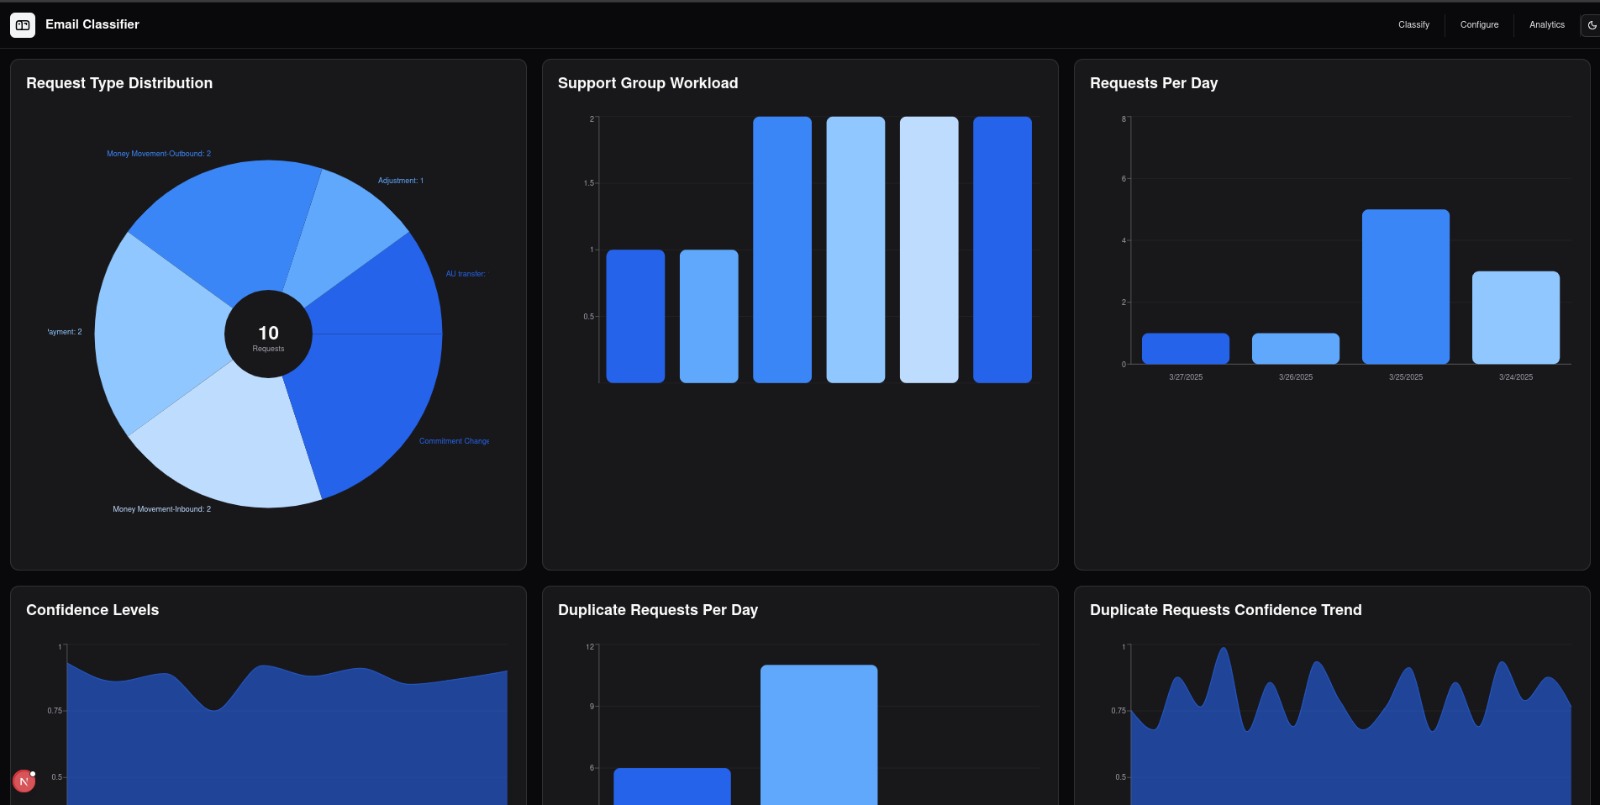 Email Classifier
Classify
Configure
Analytics
Request Type Distribution
Money Movement-Outbound: 2
Adjustment: 1
AU transfer:
ayment: 2
10
Requests
Commitment Change
Money Movement-Inbound: 2
Support Group Workload
2
1.5
1
0.5
Requests Per Day
8
6
4
2
0
3/27/2025
3/26/2025
3/25/2025
3/24/2025
Confidence Levels
1
0.75
0.5
N
Duplicate Requests Per Day
12
9
6
Duplicate Requests Confidence Trend
1
0.75
0.5